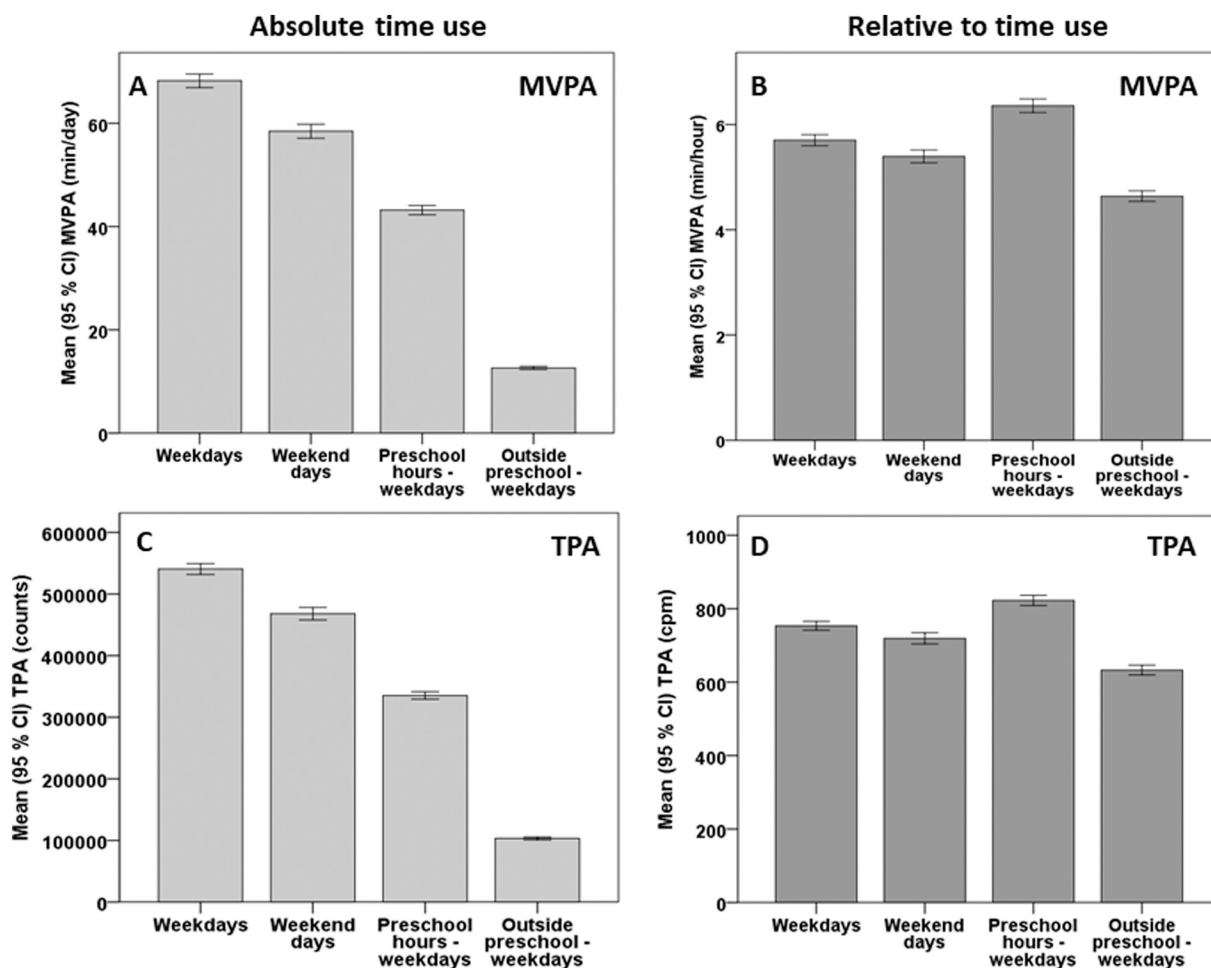 Absolute time use
Relative to time use
A
MVPA
Mean (95 % CI) MVPA (min/day)
60
40
20
0
Weekdays
Weekend
days
Preschool
hours -
weekdays
Outside
preschool -
weekdays
B
MVPA
Mean (95 % CI) MVPA (min/hour)
6
4
2
0
Weekdays
Weekend
days
Preschool
hours -
weekdays
Outside
preschool -
weekdays
C
TPA
Mean (95 % CI) TPA (counts)
600000
500000
400000
300000
200000
100000
0
Weekdays
Weekend
days
Preschool
hours -
weekdays
Outside
preschool -
weekdays
D
TPA
Mean (95 % CI) TPA (cpm)
1000
800
600
400
200
0
Weekdays
Weekend
days
Preschool
hours -
weekdays
Outside
preschool -
weekdays